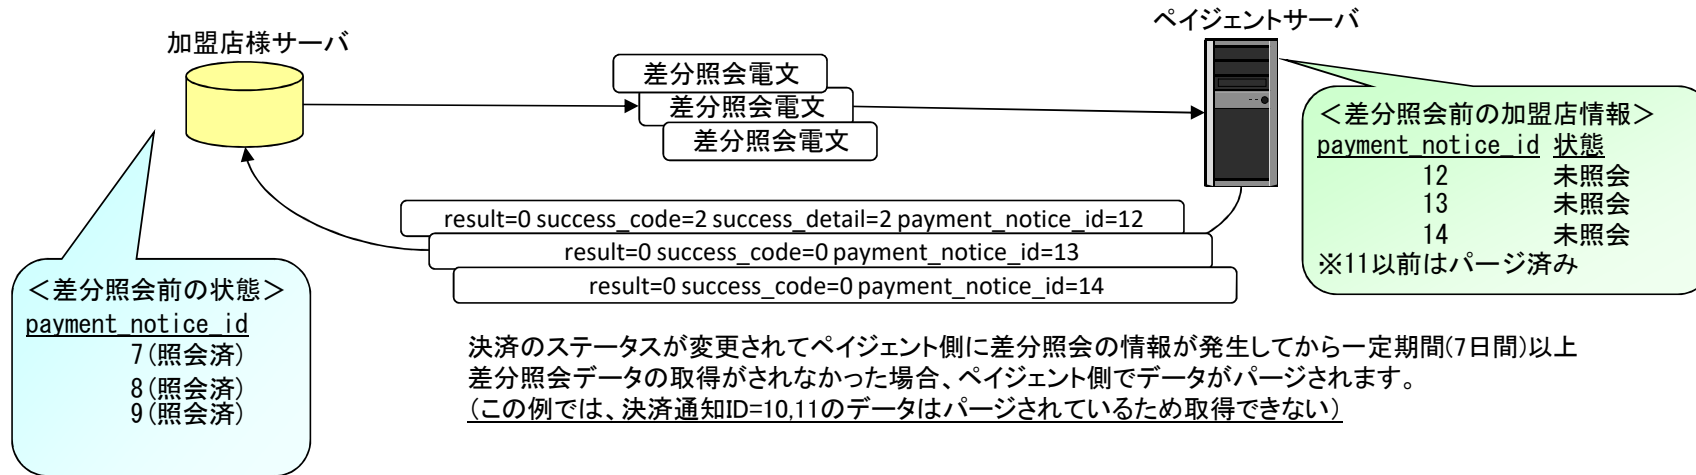 ペイジェントサーバ
加盟店様サーバ
差分照会電文
差分照会電文
差分照会電文
＜差分照会前の加盟店情報＞
payment_notice_id 状態
12 未照会
13 未照会
14 未照会
※11以前はパージ済み
result=0 success_code=2 success_detail=2 payment_notice_id=12
result=0 success_code=0 payment_notice_id=13
result=0 success_code=0 payment_notice_id=14
＜差分照会前の状態＞
payment_notice_id
7(照会済)
8(照会済)
9(照会済)
決済のステータスが変更されてペイジェント側に差分照会の情報が発生してから一定期間(7日間)以上
差分照会データの取得がされなかった場合、ペイジェント側でデータがパージされます。
（この例では、決済通知ID=10,11のデータはパージされているため取得できない）